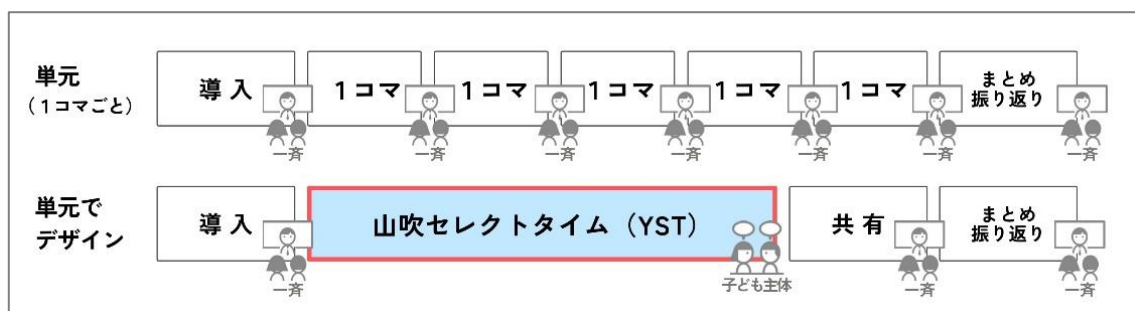 単元
（１コマごと）
導入
１コマ
１コマ
１コマ
１コマ
１コマ
まとめ
振り返り
一斉
一斉
一斉
一斉
一斉
一斉
一斉
単元で
デザイン
導入
山吹セレクトタイム（YST）
共有
まとめ
振り返り
一斉
子ども主体
一斉
一斉